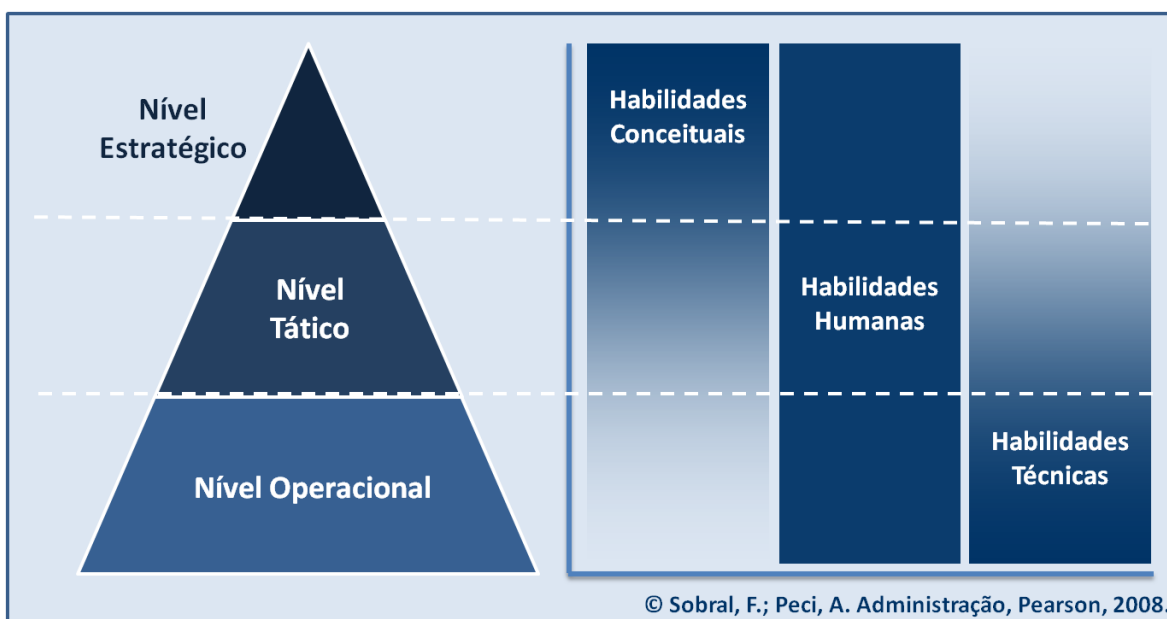 Nível
Estratégico
Nível
Tático
Nível Operacional
Habilidades
Conceituais
Habilidades
Humanas
Habilidades
Técnicas
© Sobral, F.; Peci, A. Administração, Pearson, 2008.